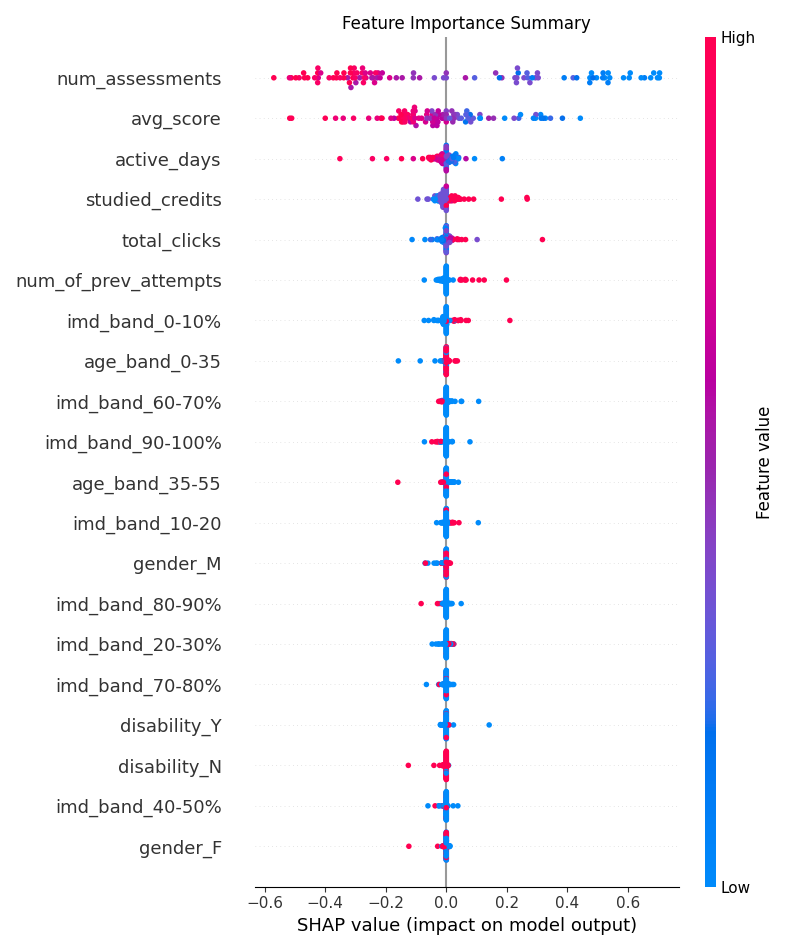 Feature Importance Summary
High
num_assessments
avg_score
active_days
studied_credits
total_clicks
num_of_prev_attempts
imd_band_0-10%
age_band_0-35
imd_band_60-70%
imd_band_90-100%
age_band_35-55
imd_band_10-20
gender_M
imd_band_80-90%
imd_band_20-30%
imd_band_70-80%
disability_Y
disability_N
imd_band_40-50%
gender_F
Feature value
Low
−0.6 −0.4 −0.2 0.0 0.2 0.4 0.6
SHAP value (impact on model output)